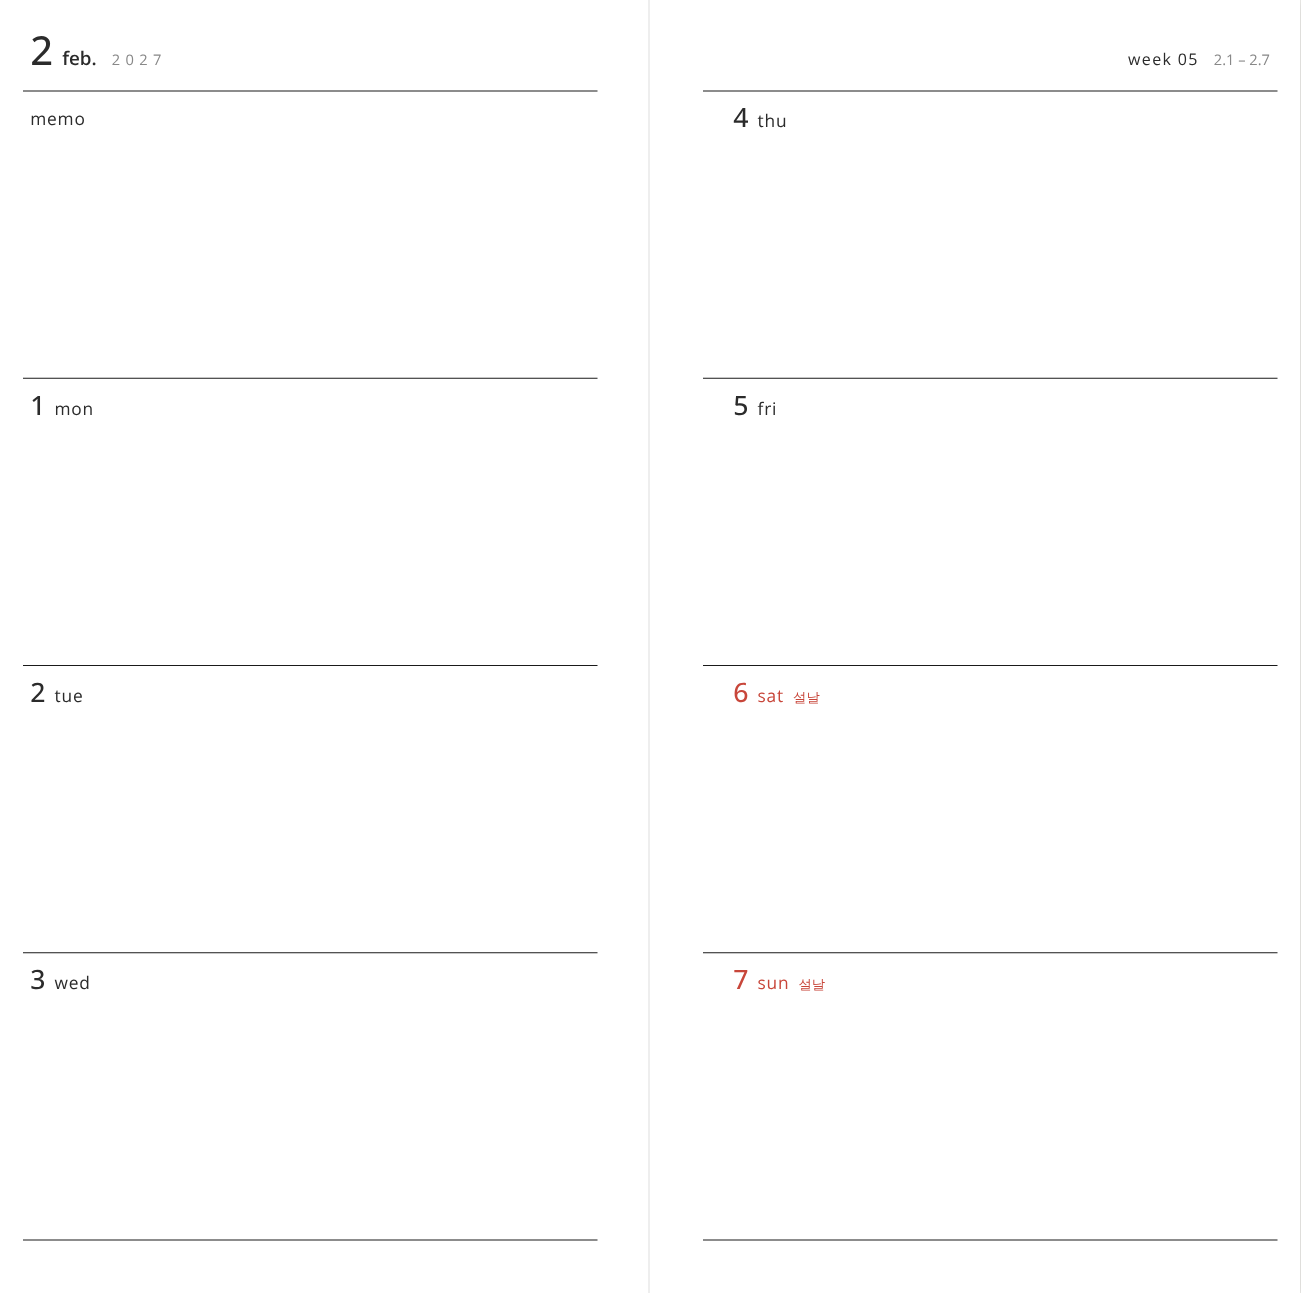 2 feb. 2027
memo
1 mon
2 tue
3 wed
week 05 2.1 – 2.7
4 thu
5 fri
6 sat 설날
7 sun 설날